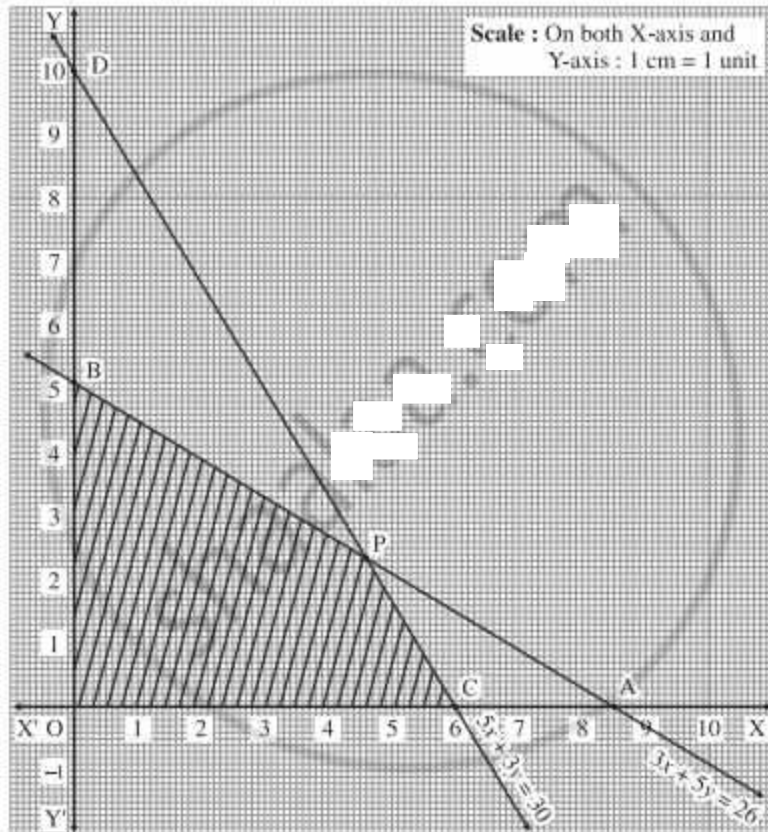 Scale : On both X-axis and
Y-axis : 1 cm = 1 unit
Y
10 D
9
8
7
6
B
5
4
3
P
2
1
C A
X' O 1 2 3 4 5 6 7 8 9 10 X
-1
5x + 3y = 30
3x + 5y = 26
Y'